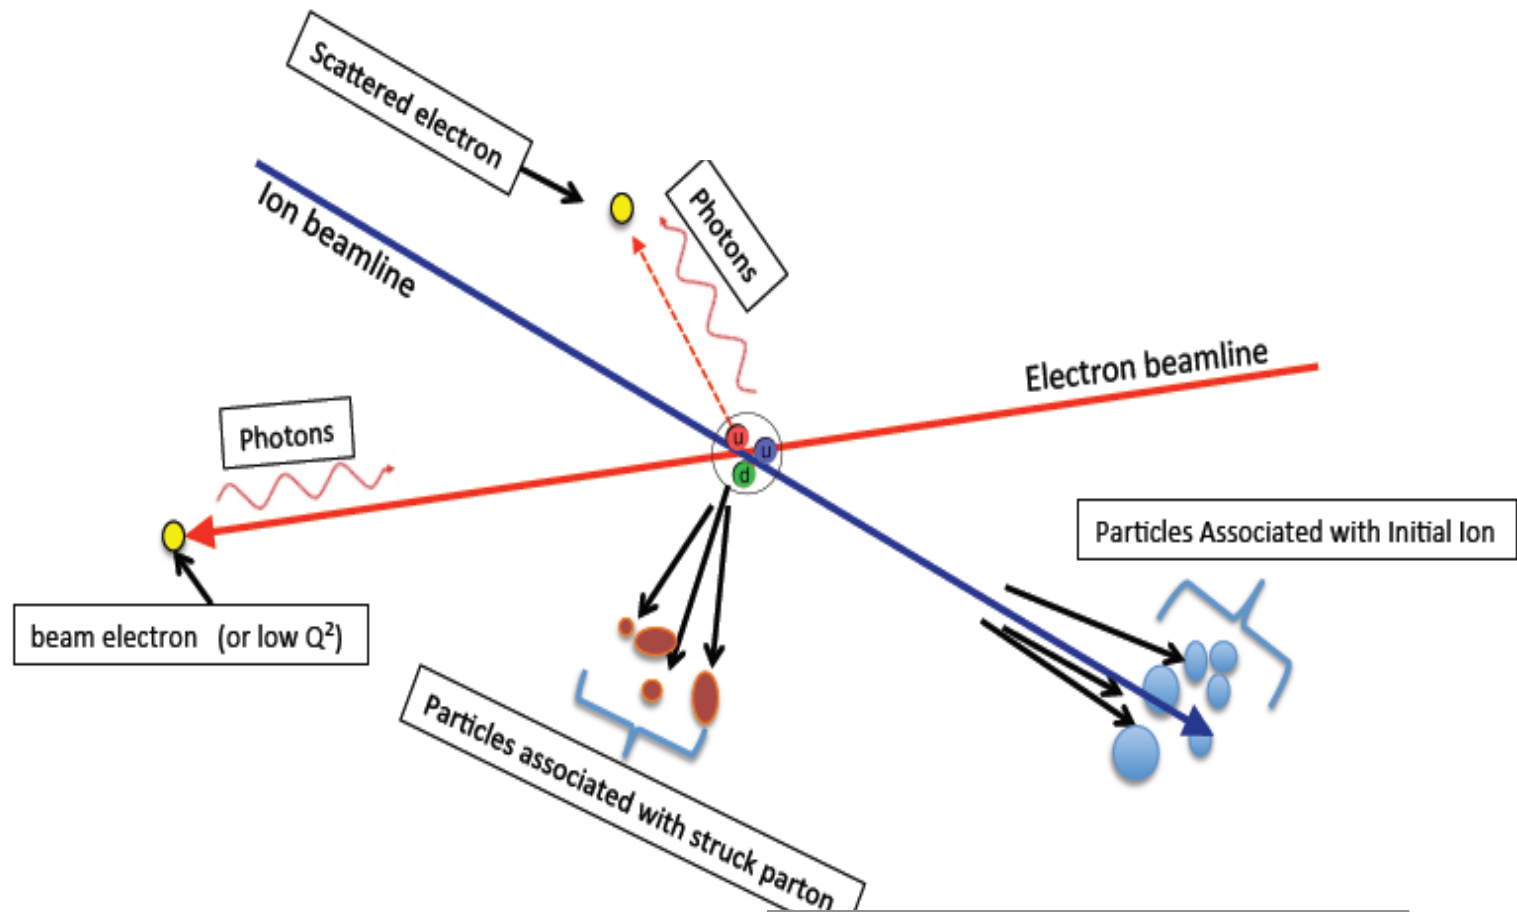 Scattered electron
Photons
Ion beamline
Electron beamline
Photons
u
u
d
Particles Associated with Initial Ion
beam electron (or low Q²)
Particles associated with struck parton